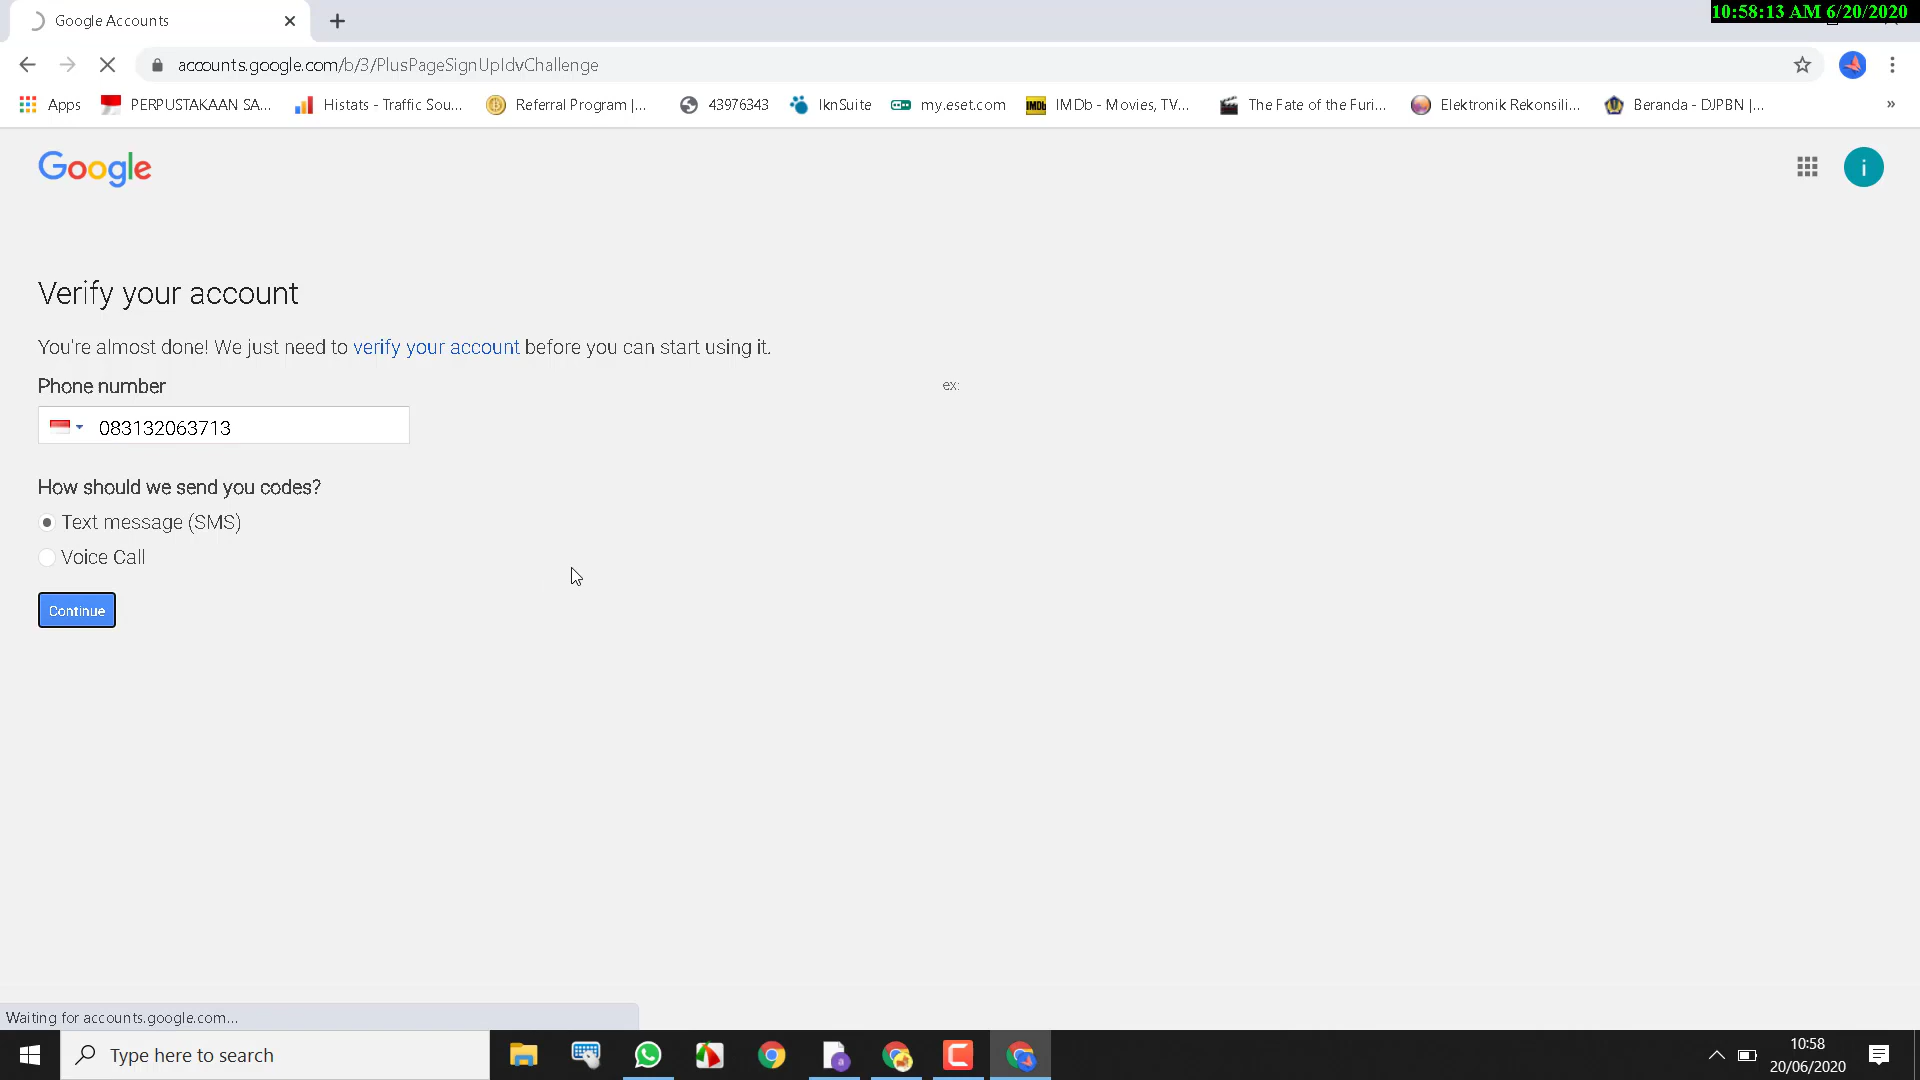 Google Accounts
10:58:13 AM 6/20/2020
accounts.google.com/b/3/PlusPageSignUpIdvChallenge
Apps PERPUSTAKAAN SA... Histats - Traffic Sou... Referral Program |... 43976343 IknSuite my.eset.com IMDb - Movies, TV... The Fate of the Furi... Elektronik Rekonsili... Beranda - DJPBN |... »
Google
i
Verify your account
You're almost done! We just need to verify your account before you can start using it.
Phone number
ex:
083132063713
How should we send you codes?
Text message (SMS)
Voice Call
Continue
Waiting for accounts.google.com...
Type here to search
10:58
20/06/2020